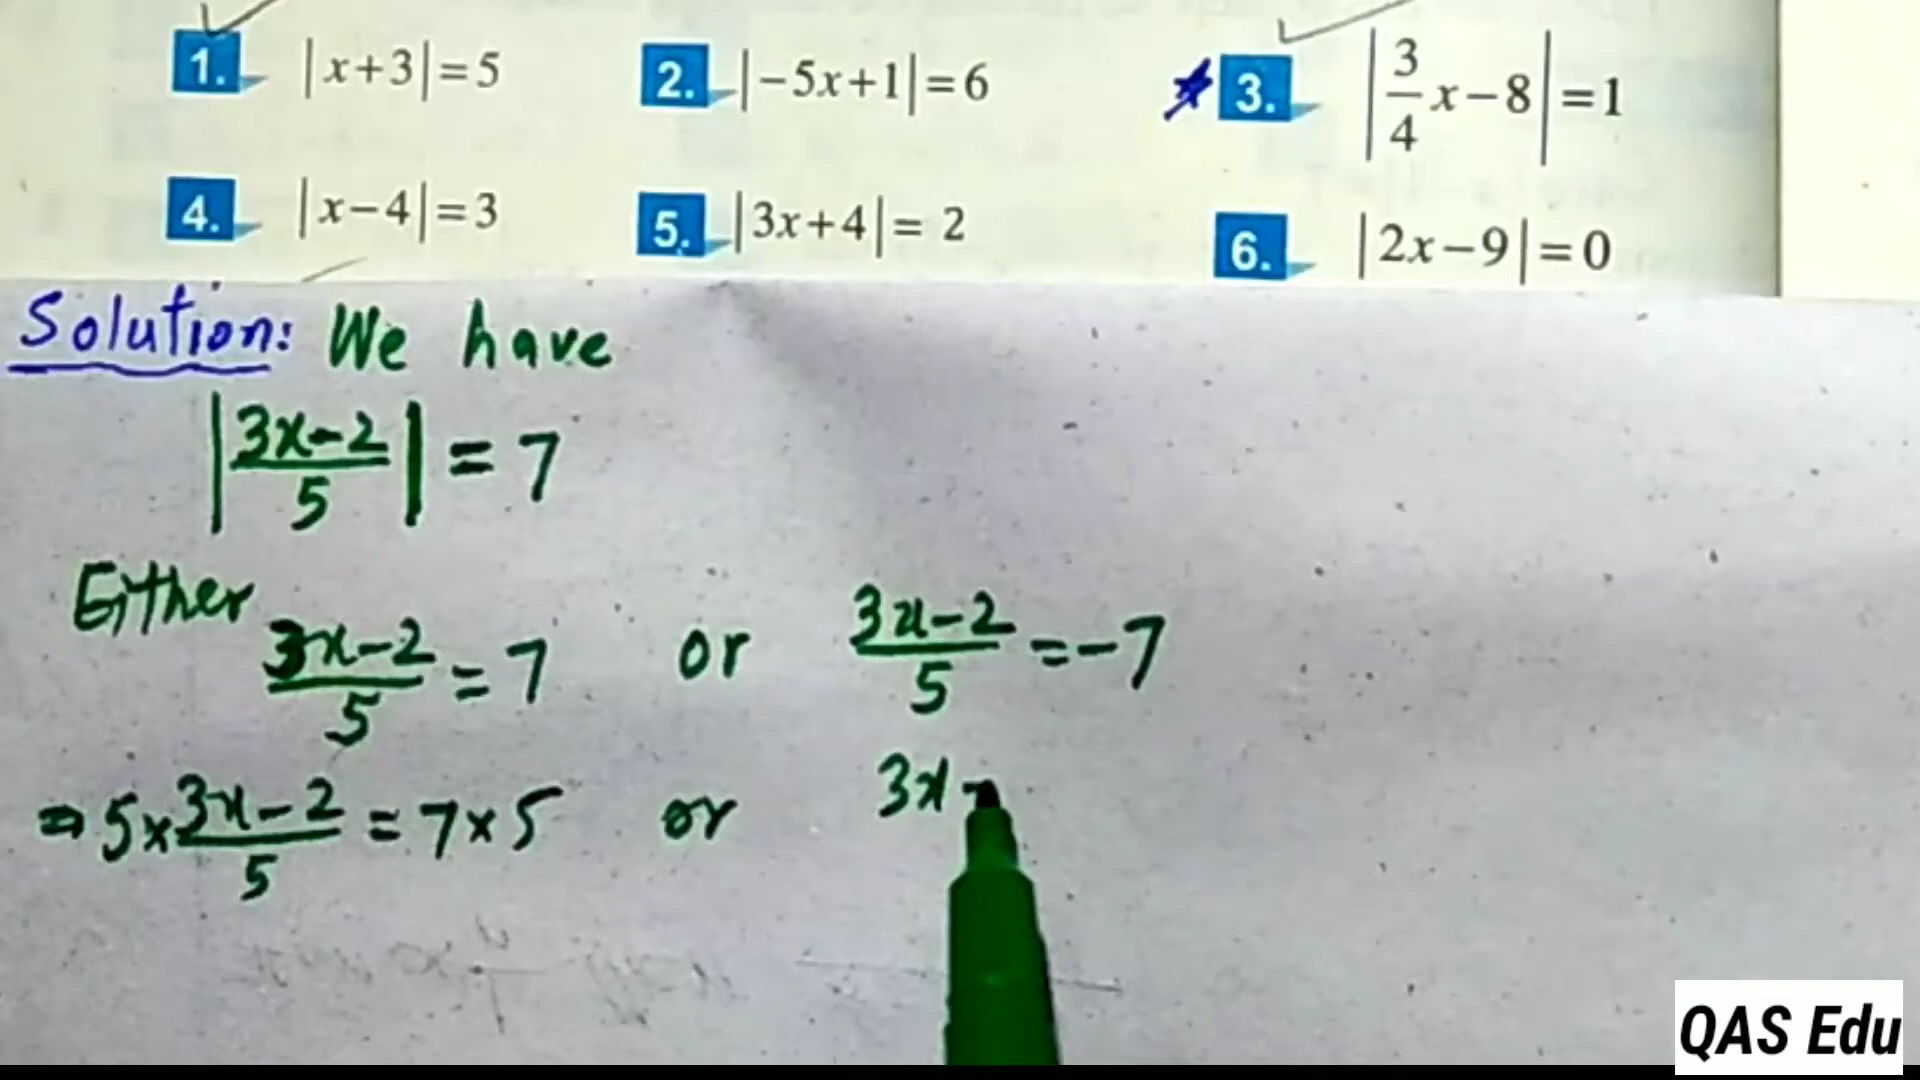 1. |x+3|=5 2. |−5x+1|=6 3. |3/4 x−8|=1
4. |x−4|=3 5. |3x+4|= 2 6. |2x−9|=0
Solution: We have
|3x-2/5| = 7
Either 3x-2/5 = 7 or 3x-2/5 = -7
⇒ 5×3x-2/5 = 7×5 or 3x-
QAS Edu